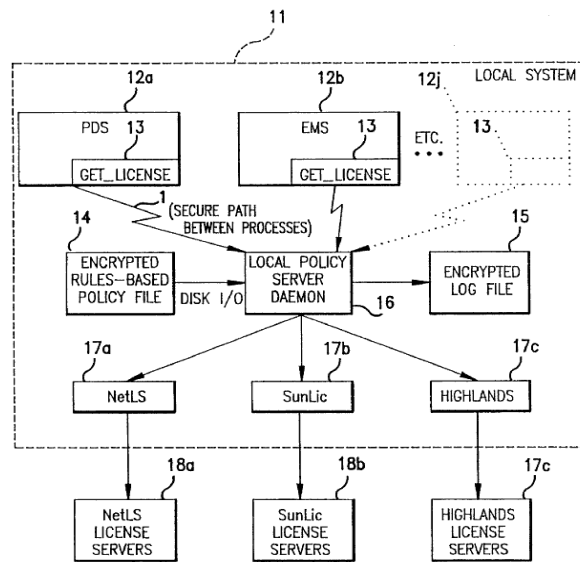 11
12a
12b
12j
LOCAL SYSTEM
PDS
13
EMS
13
ETC.
...
13
GET_LICENSE
GET_LICENSE
1
(SECURE PATH
BETWEEN PROCESSES)
14
15
ENCRYPTED
RULES-BASED
POLICY FILE
DISK I/O
LOCAL POLICY
SERVER
DAEMON
16
ENCRYPTED
LOG FILE
17a
17b
17c
NetLS
SunLic
HIGHLANDS
18a
18b
17c
NetLS
LICENSE
SERVERS
SunLic
LICENSE
SERVERS
HIGHLANDS
LICENSE
SERVERS